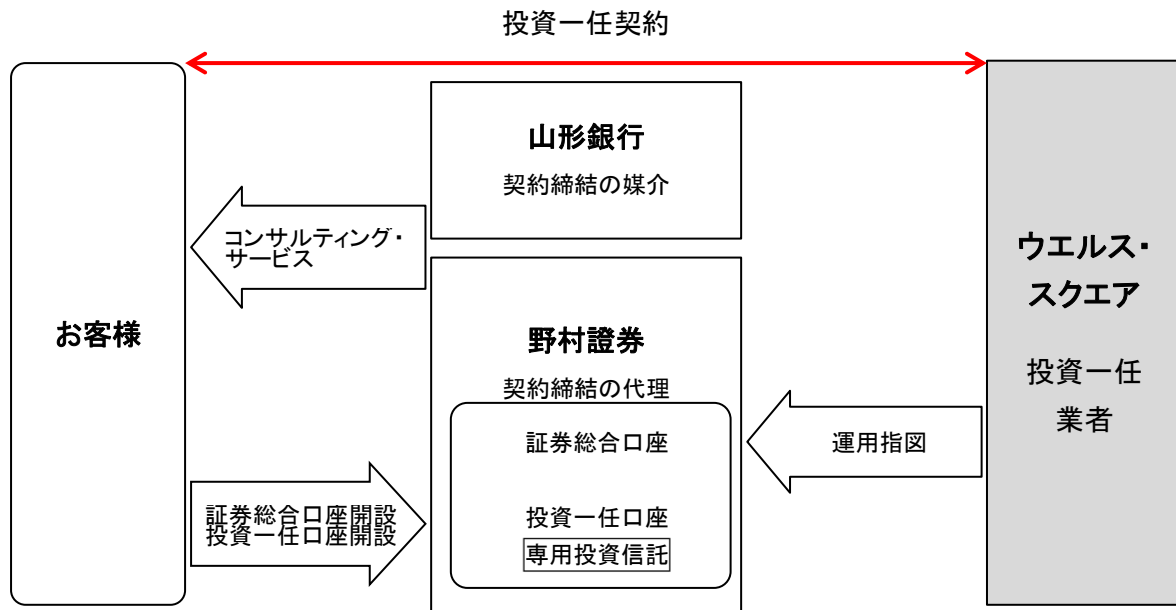 投資一任契約
山形銀行
契約締結の媒介
コンサルティング・
サービス
お客様
野村證券
契約締結の代理
証券総合口座
投資一任口座
専用投資信託
証券総合口座開設
投資一任口座開設
運用指図
ウエルス・
スクエア
投資一任
業者